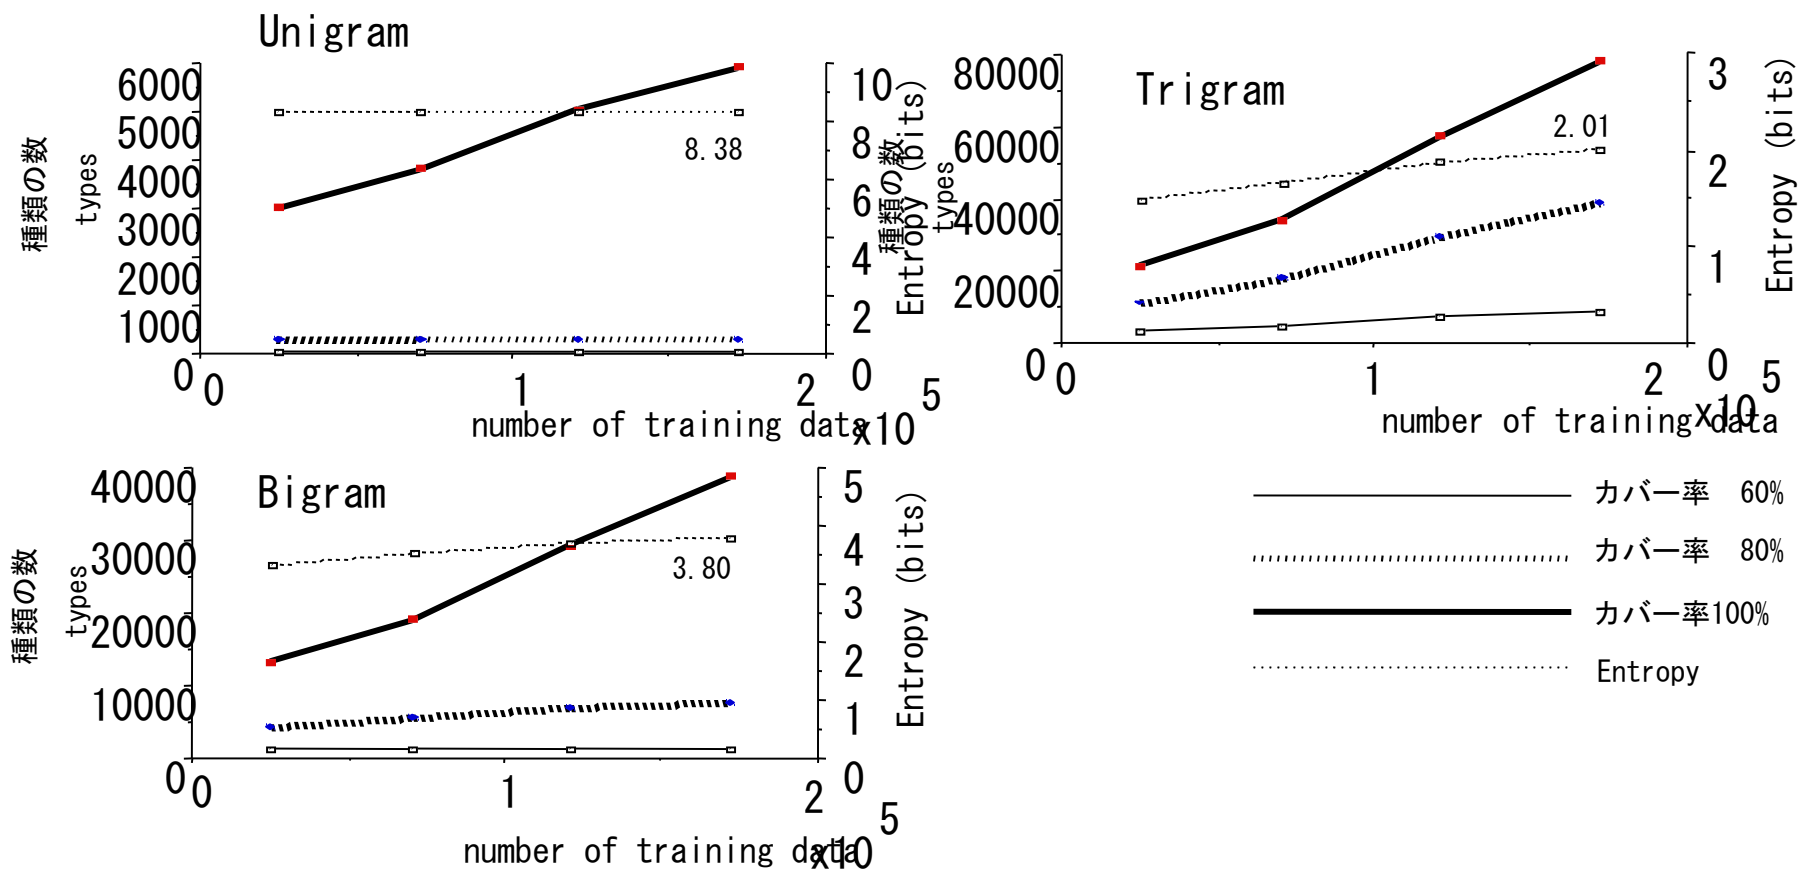 Unigram
6000
5000
4000
3000
2000
1000
0
種類の数
types
10
8
6
4
2
0
Entropy (bits)
8.38
0
1
2
number of training data
x10
5
Trigram
80000
60000
40000
20000
0
種類の数
types
3
2
1
0
Entropy (bits)
2.01
0
1
2
number of training data
x10
5
Bigram
40000
30000
20000
10000
0
種類の数
types
5
4
3
2
1
0
Entropy (bits)
3.80
0
1
2
number of training data
x10
5
カバー率 60%
カバー率 80%
カバー率100%
Entropy